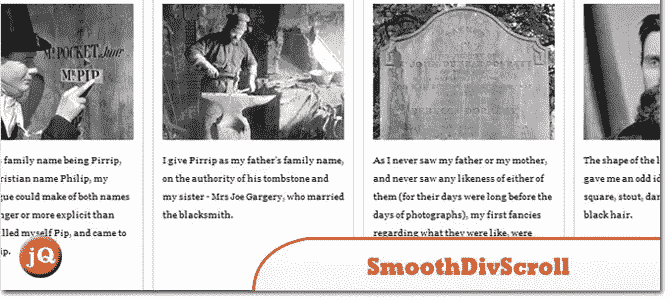 Mr. POCKET, Junr
Mr. PIP
family name being Pirrip,
ristian name Philip, my
gue could make of both names
nger or more explicit than
lled myself Pip, and came to
ip.
I give Pirrip as my father's family name,
on the authority of his tombstone and
my sister - Mrs Joe Gargery, who married
the blacksmith.
As I never saw my father or my mother,
and never saw any likeness of either of
them (for their days were long before the
days of photographs), my first fancies
regarding what they were like, were
The shape of the l
gave me an odd id
square, stout, dar
black hair.
jQ
SmoothDivScroll